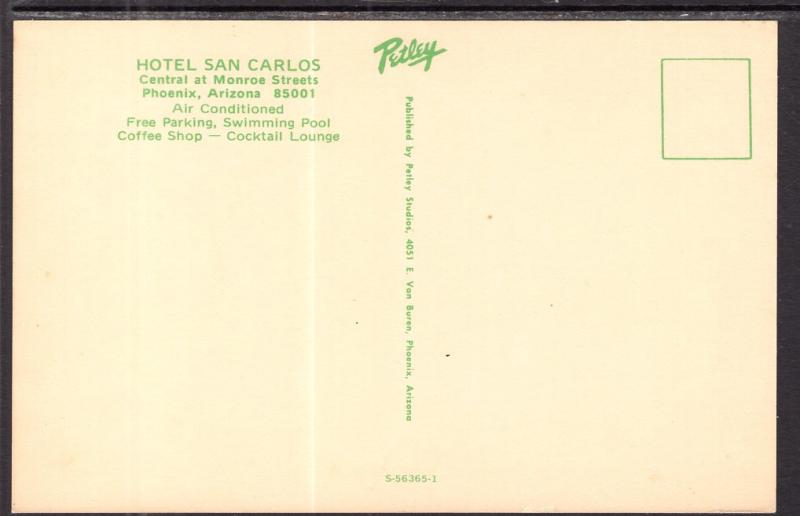 HOTEL SAN CARLOS
Central at Monroe Streets
Phoenix, Arizona 85001
Air Conditioned
Free Parking, Swimming Pool
Coffee Shop — Cocktail Lounge
Petley
Published by Petley Studios, 4051 E. Van Buren, Phoenix, Arizona
S-56365-1